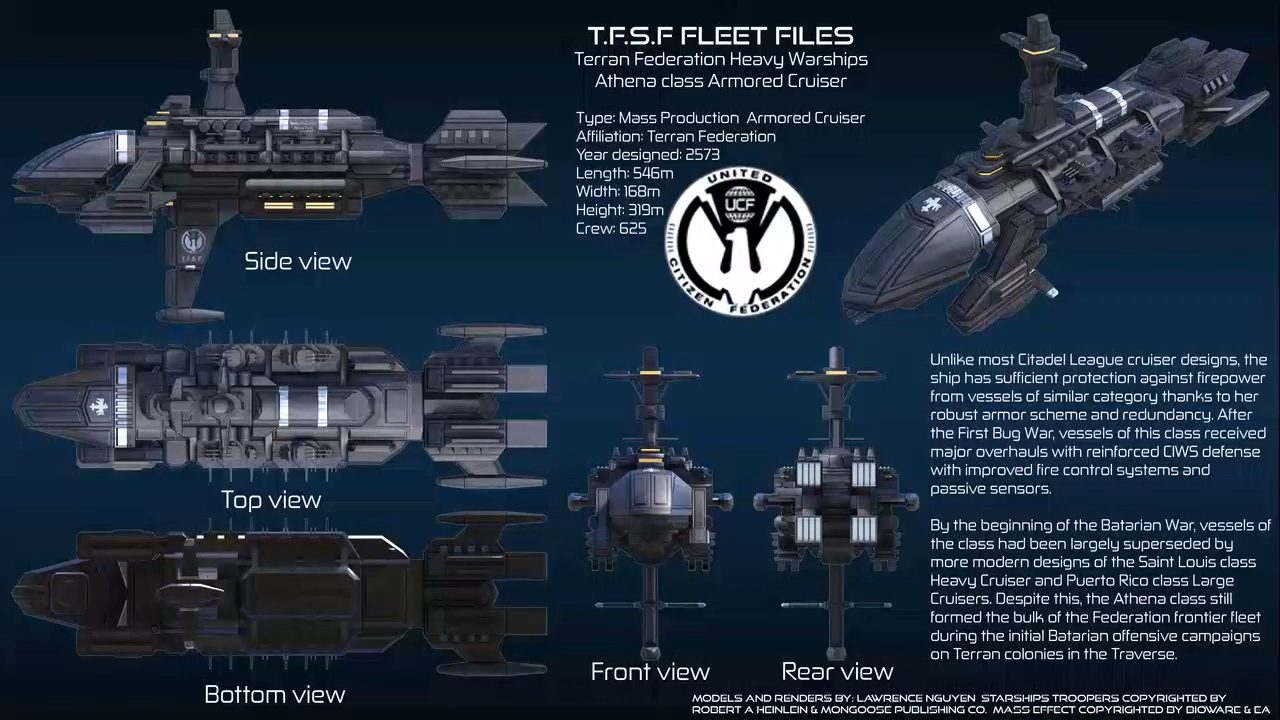 T.F.S.F FLEET FILES
Terran Federation Heavy Warships
Athena class Armored Cruiser
Type: Mass Production Armored Cruiser
Affiliation: Terran Federation
Year designed: 2573
Length: 546m
Width: 168m
Height: 319m
Crew: 625
UNITED
UCF
CITIZEN FEDERATION
Side view
Top view
Bottom view
Front view
Rear view
Unlike most Citadel League cruiser designs, the
ship has sufficient protection against firepower
from vessels of similar category thanks to her
robust armor scheme and redundancy. After
the First Bug War, vessels of this class received
major overhauls with reinforced CIWS defense
with improved fire control systems and
passive sensors.
By the beginning of the Batarian War, vessels of
the class had been largely superseded by
more modern designs of the Saint Louis class
Heavy Cruiser and Puerto Rico class Large
Cruisers. Despite this, the Athena class still
formed the bulk of the Federation frontier fleet
during the initial Batarian offensive campaigns
on Terran colonies in the Traverse.
MODELS AND RENDERS BY: LAWRENCE NGUYEN STARSHIPS TROOPERS COPYRIGHTED BY
ROBERT A HEINLEIN & MONGOOSE PUBLISHING CO. MASS EFFECT COPYRIGHTED BY BIOWARE & EA